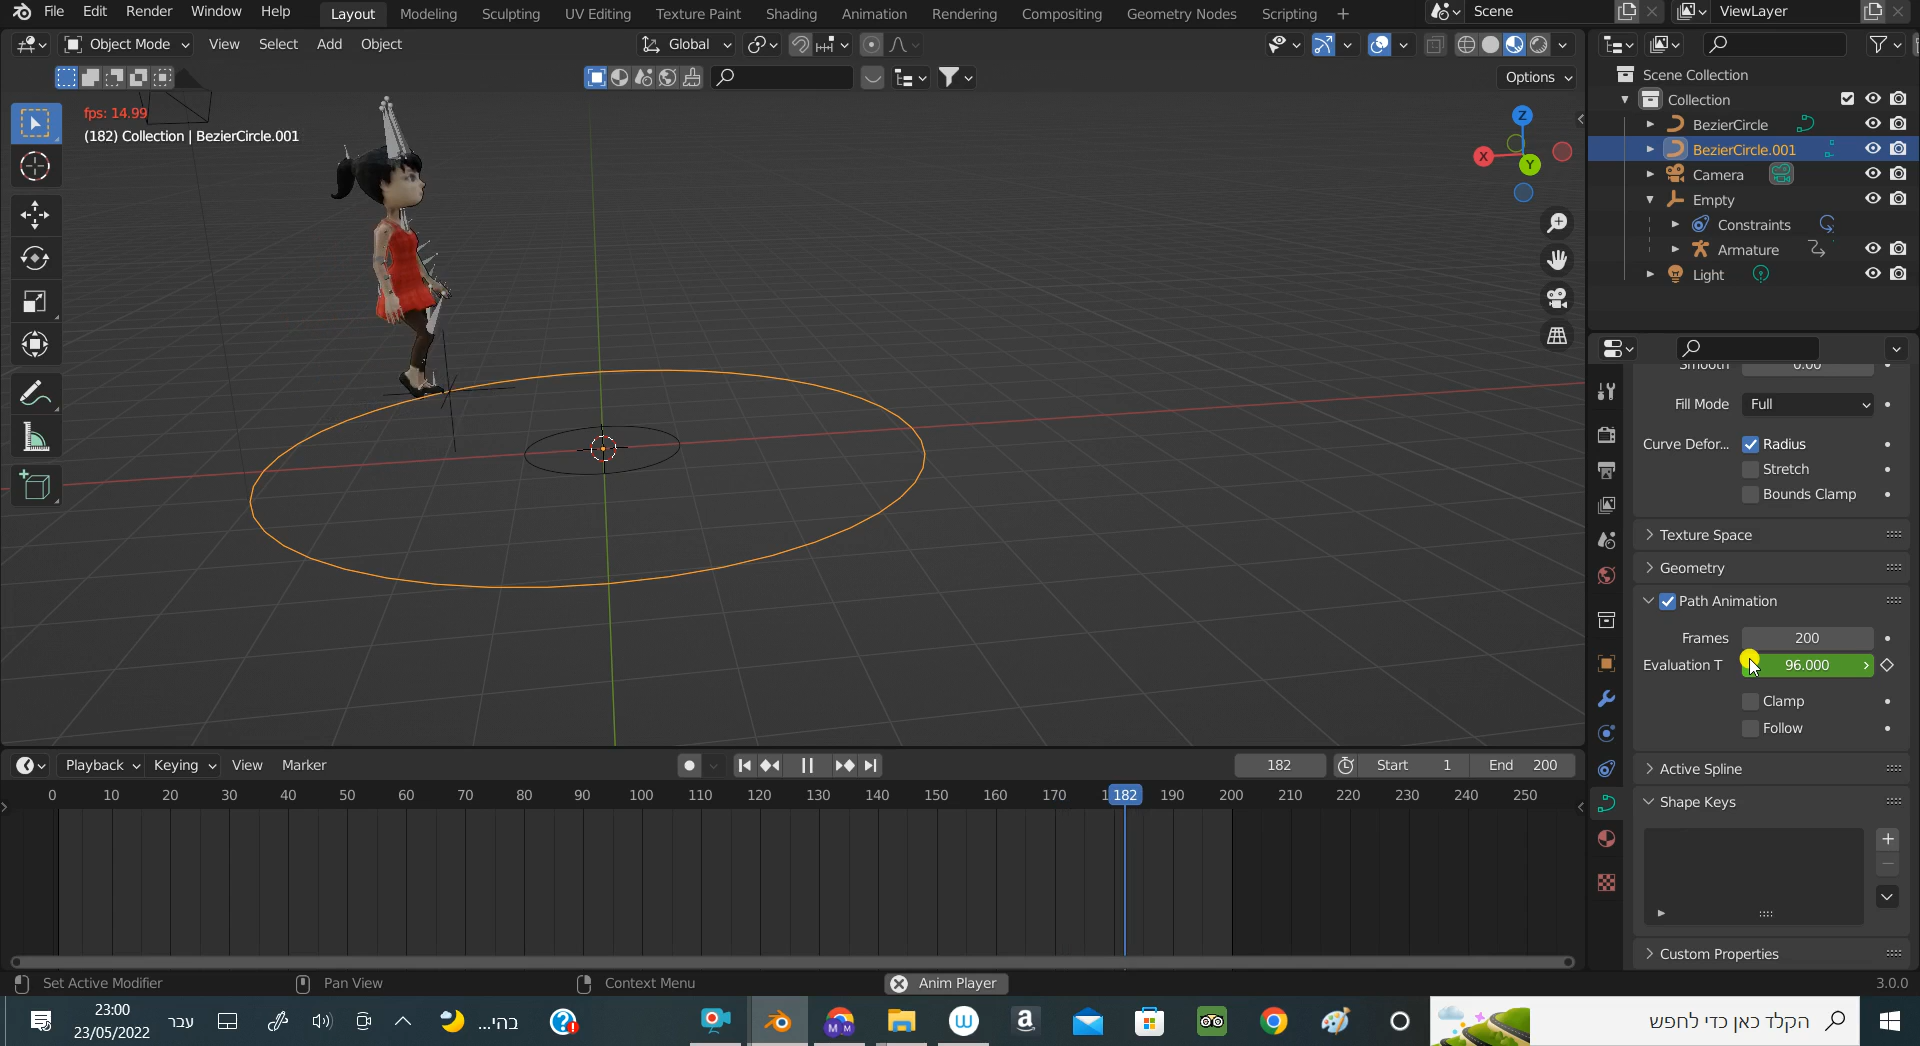 File Edit Render Window Help Layout Modeling Sculpting UV Editing Texture Paint Shading Animation Rendering Compositing Geometry Nodes Scripting + Scene ViewLayer
Object Mode View Select Add Object Global
Options
fps: 14.99
(182) Collection | BezierCircle.001
X Y Z
Scene Collection
Collection
BezierCircle
BezierCircle.001
Camera
Empty
Constraints
Armature
Light
Smooth 0.00
Fill Mode Full
Curve Defor... Radius
Stretch
Bounds Clamp
Texture Space
Geometry
Path Animation
Frames 200
Evaluation T 96.000
Clamp
Follow
Active Spline
Shape Keys
Custom Properties
Playback Keying View Marker 182 Start 1 End 200
0 10 20 30 40 50 60 70 80 90 100 110 120 130 140 150 160 170 182 190 200 210 220 230 240 250
Set Active Modifier Pan View Context Menu Anim Player 3.0.0
23:00
23/05/2022
עבר
בהי...
הקלד כאן כדי לחפש